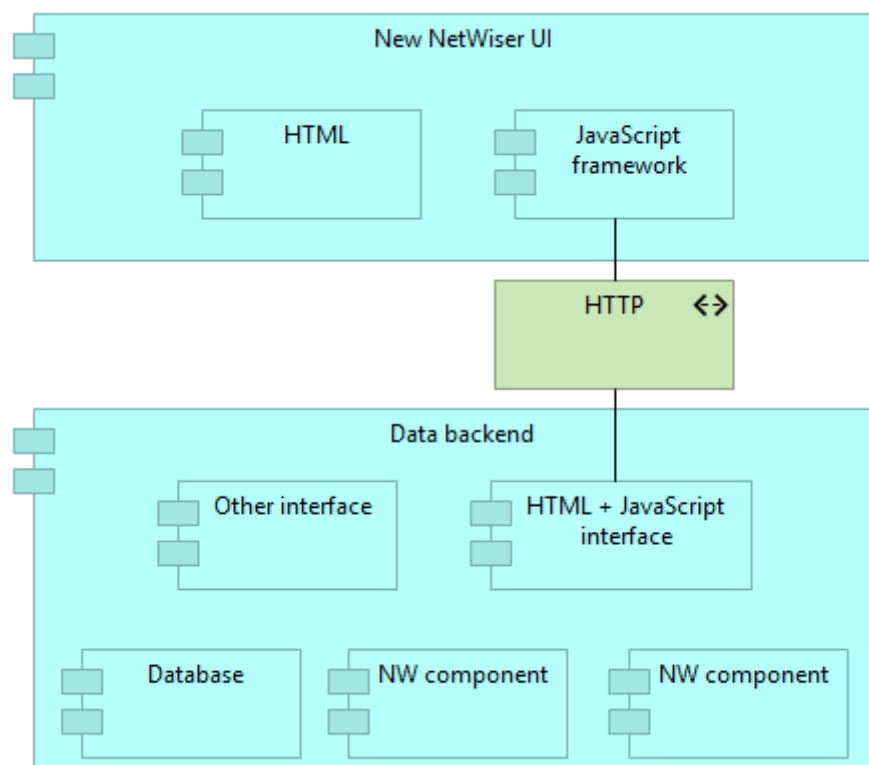 New NetWiser UI
HTML
JavaScript
framework
HTTP
Data backend
Other interface
HTML + JavaScript
interface
Database
NW component
NW component